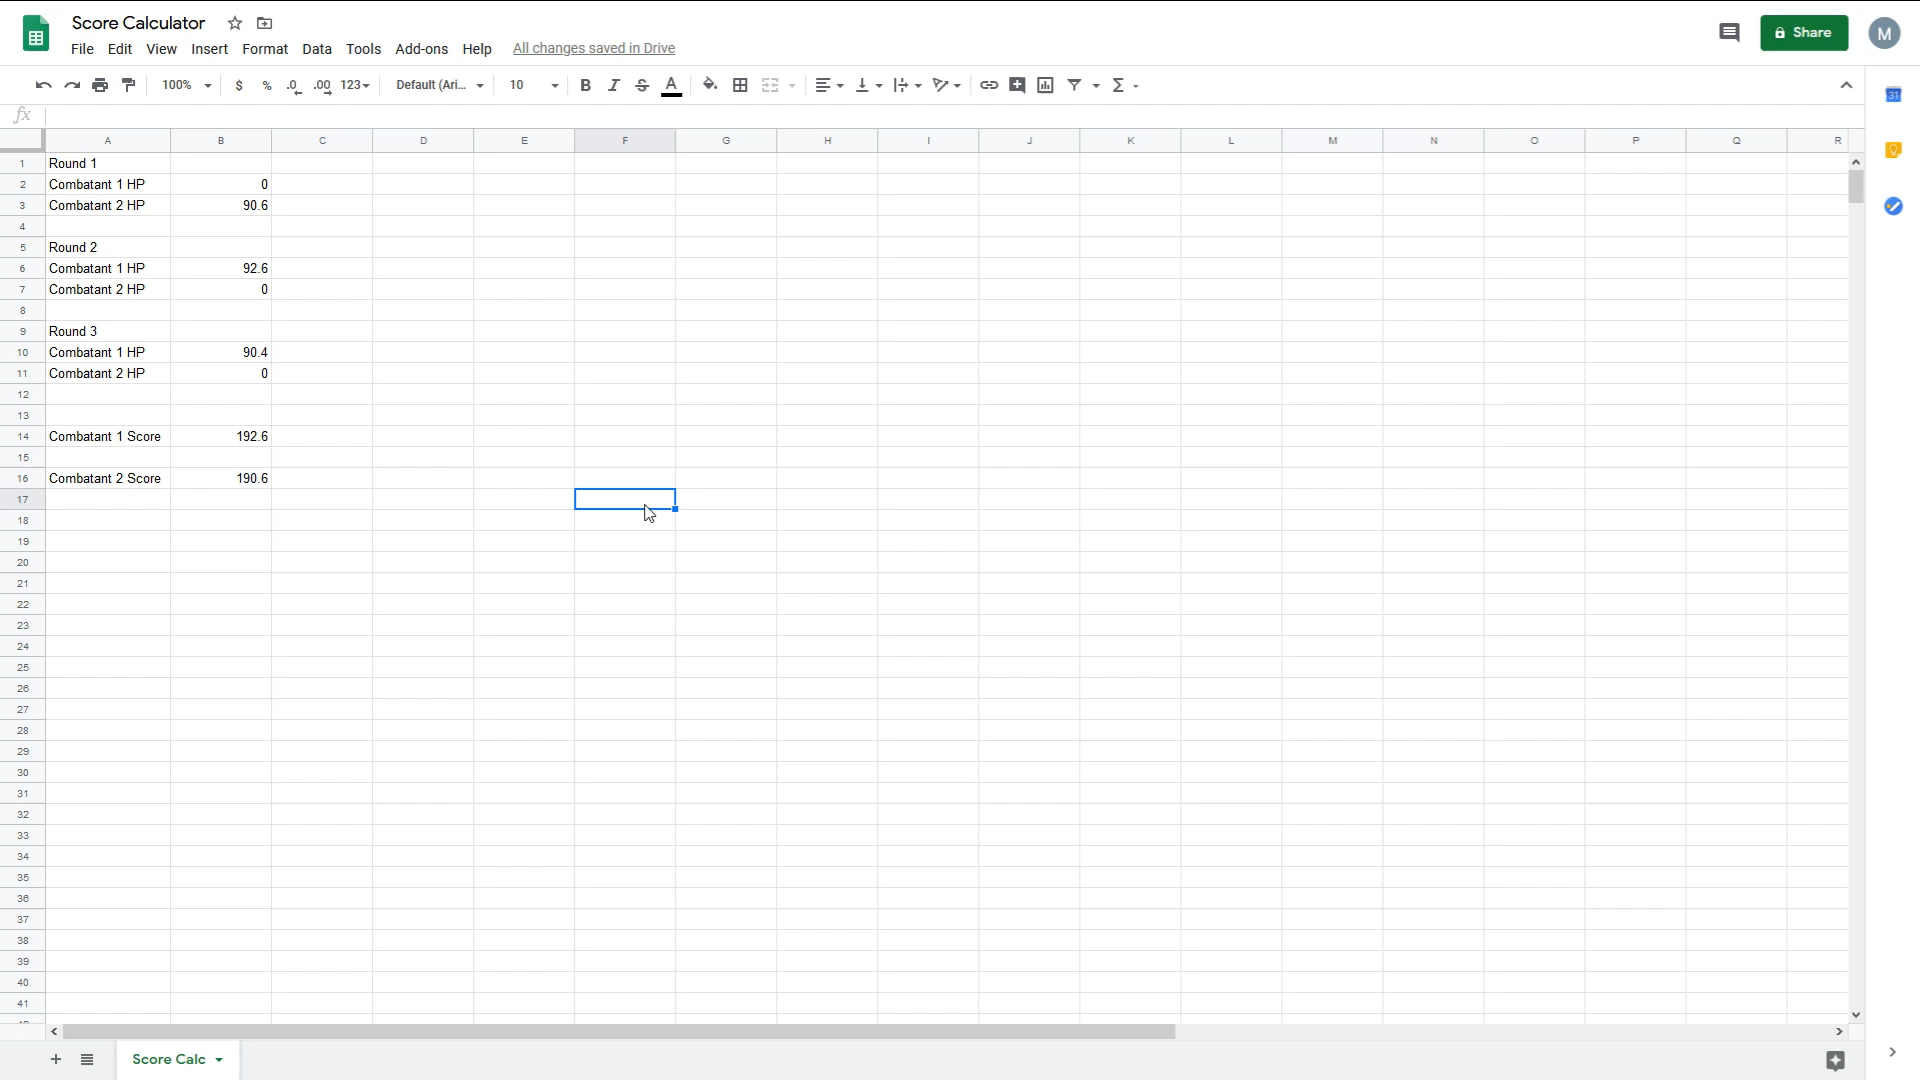 Score Calculator
File Edit View Insert Format Data Tools Add-ons Help All changes saved in Drive
Share
M
100% $ % .0 .00 123 Default (Ari... 10 B I S A Σ
31
fx
A B C D E F G H I J K L M N O P Q R
1 Round 1
2 Combatant 1 HP 0
3 Combatant 2 HP 90.6
4
5 Round 2
6 Combatant 1 HP 92.6
7 Combatant 2 HP 0
8
9 Round 3
10 Combatant 1 HP 90.4
11 Combatant 2 HP 0
12
13
14 Combatant 1 Score 192.6
15
16 Combatant 2 Score 190.6
17
18
19
20
21
22
23
24
25
26
27
28
29
30
31
32
33
34
35
36
37
38
39
40
41
Score Calc